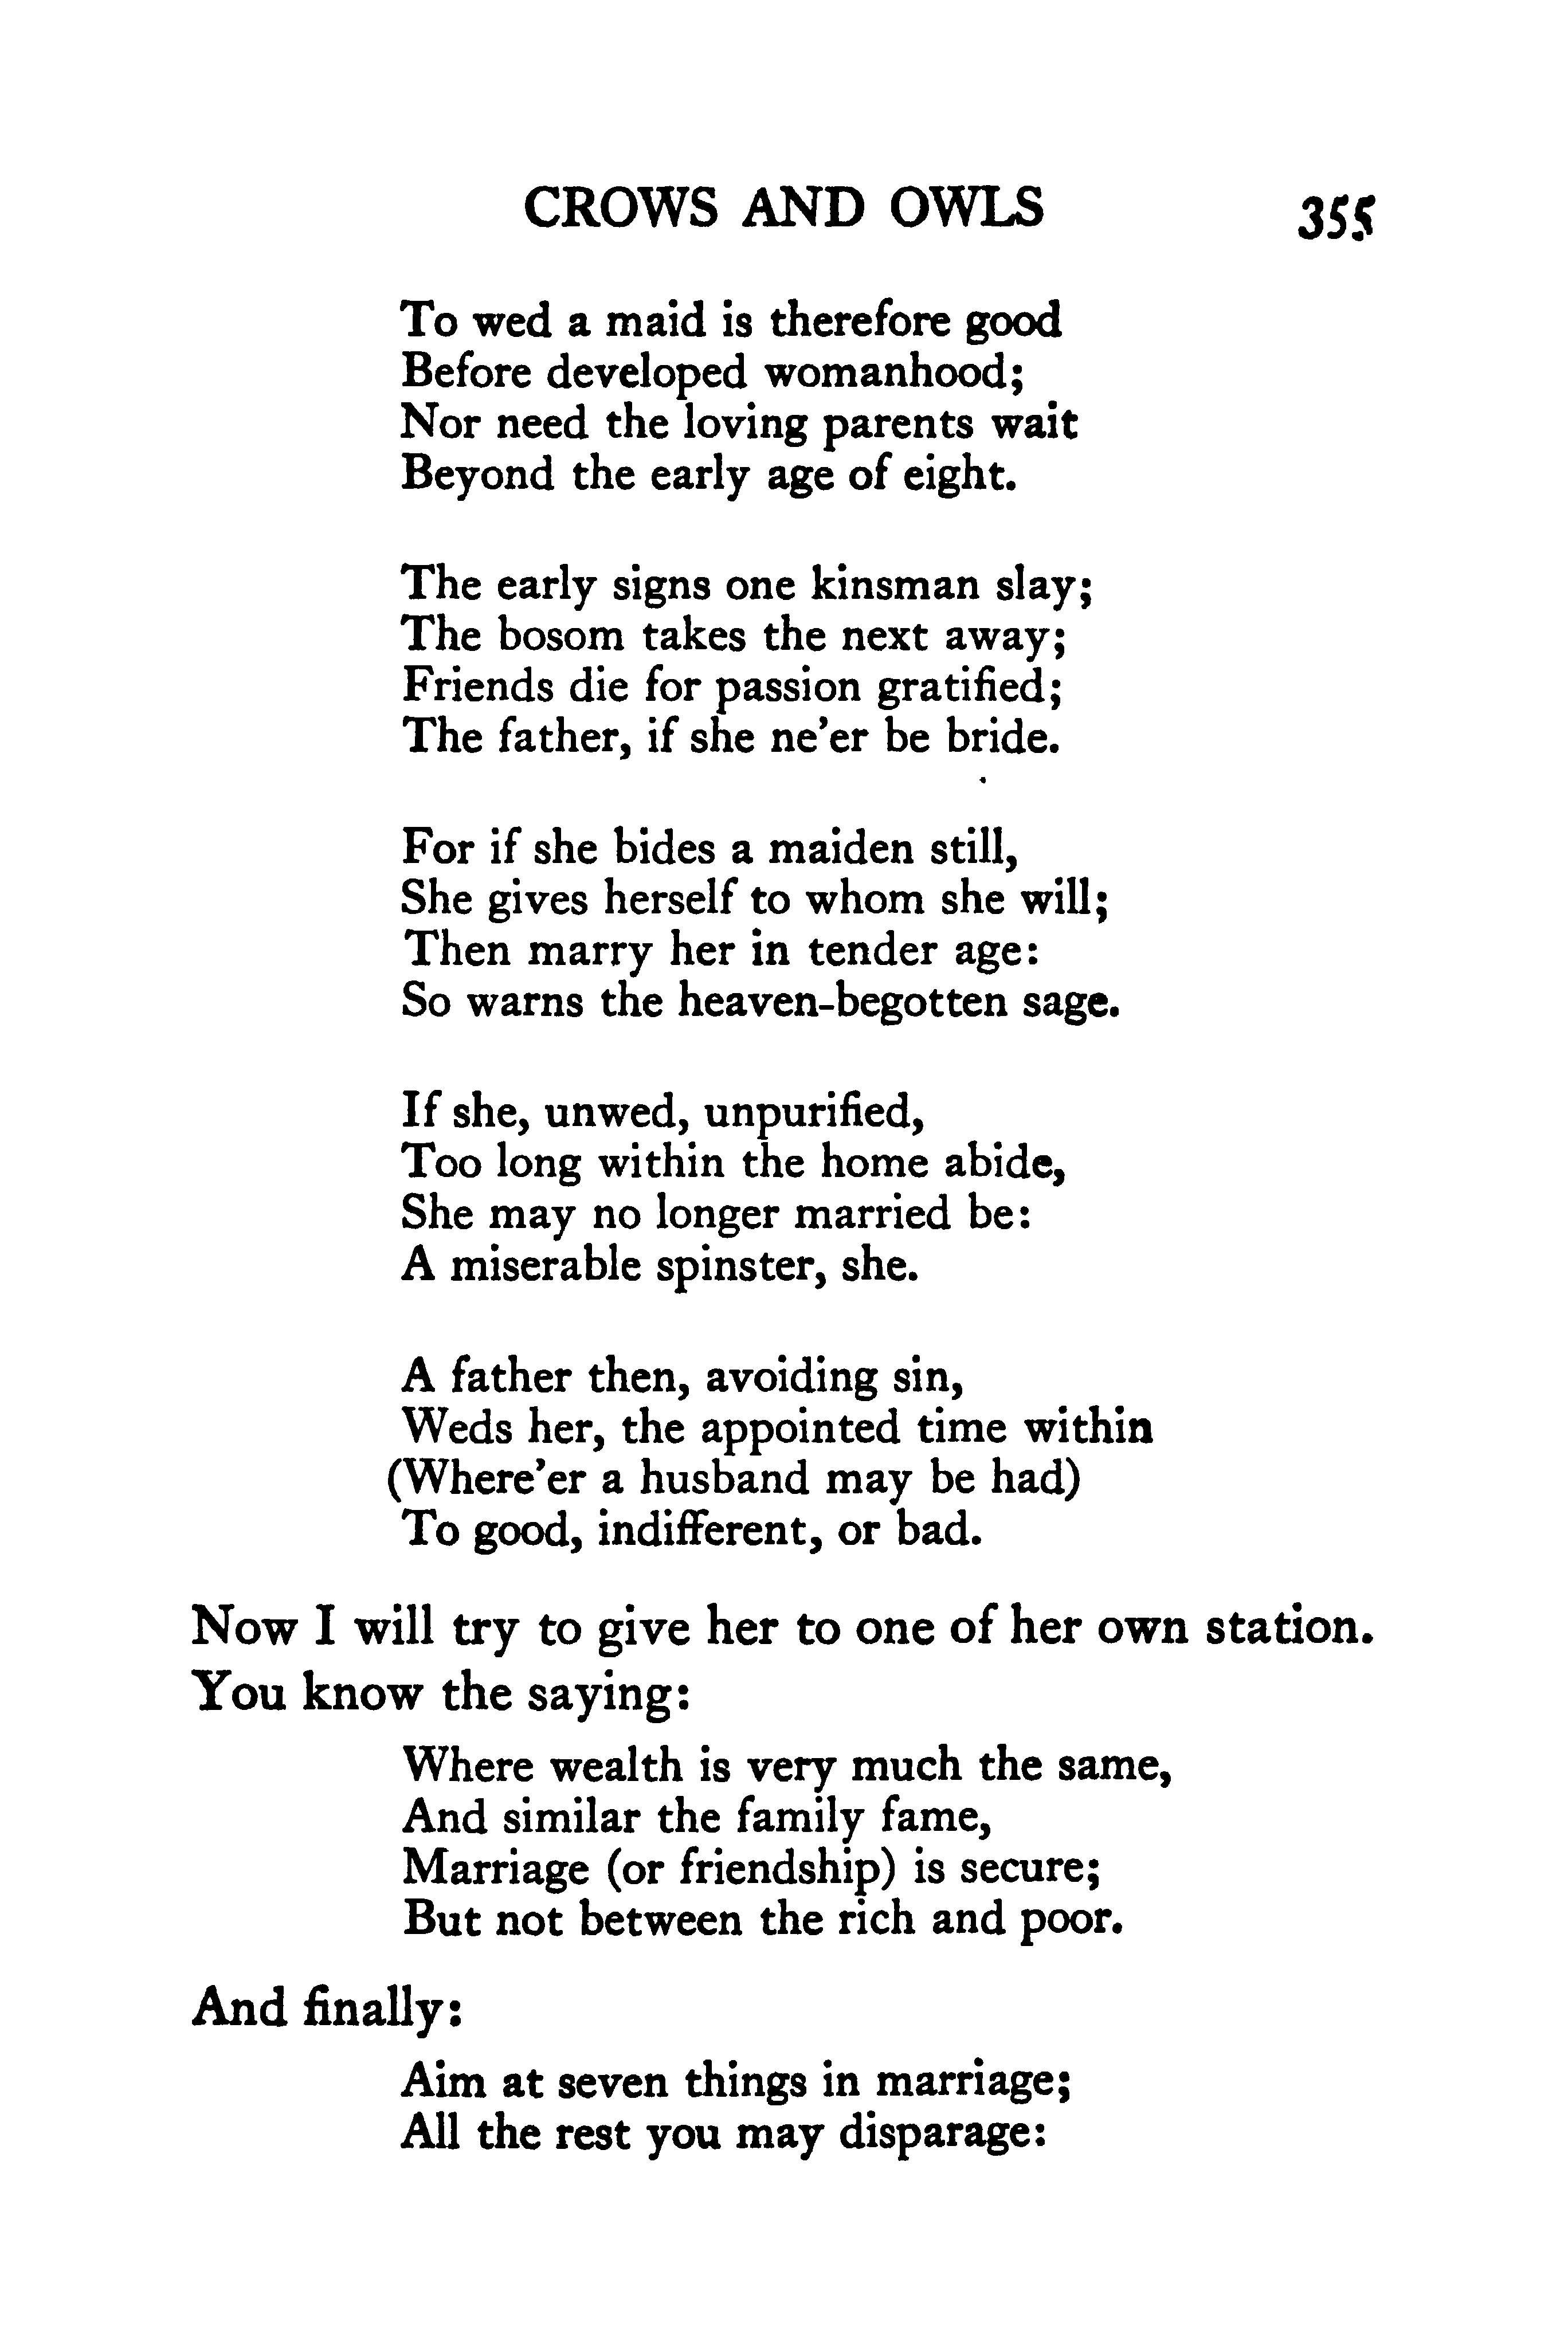 CROWS AND OWLS 355
To wed a maid is therefore good
Before developed womanhood;
Nor need the loving parents wait
Beyond the early age of eight.
The early signs one kinsman slay;
The bosom takes the next away;
Friends die for passion gratified;
The father, if she ne'er be bride.
For if she bides a maiden still,
She gives herself to whom she will;
Then marry her in tender age:
So warns the heaven-begotten sage.
If she, unwed, unpurified,
Too long within the home abide,
She may no longer married be:
A miserable spinster, she.
A father then, avoiding sin,
Weds her, the appointed time within
(Where'er a husband may be had)
To good, indifferent, or bad.
Now I will try to give her to one of her own station.
You know the saying:
Where wealth is very much the same,
And similar the family fame,
Marriage (or friendship) is secure;
But not between the rich and poor.
And finally:
Aim at seven things in marriage;
All the rest you may disparage: